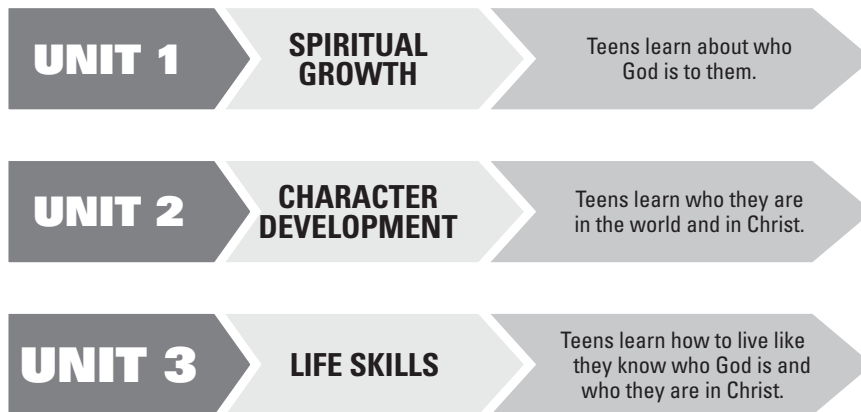 UNIT 1
SPIRITUAL
GROWTH
Teens learn about who
God is to them.
UNIT 2
CHARACTER
DEVELOPMENT
Teens learn who they are
in the world and in Christ.
UNIT 3
LIFE SKILLS
Teens learn how to live like
they know who God is and
who they are in Christ.